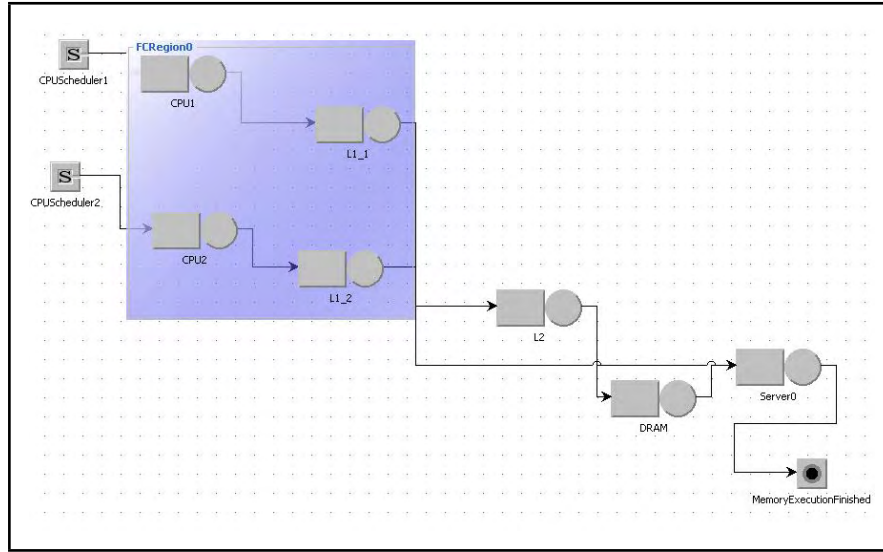 FCRegion0
S
CPUScheduler1
CPU1
L1_1
S
CPUScheduler2
CPU2
L1_2
L2
Server0
DRAM
MemoryExecutionFinished